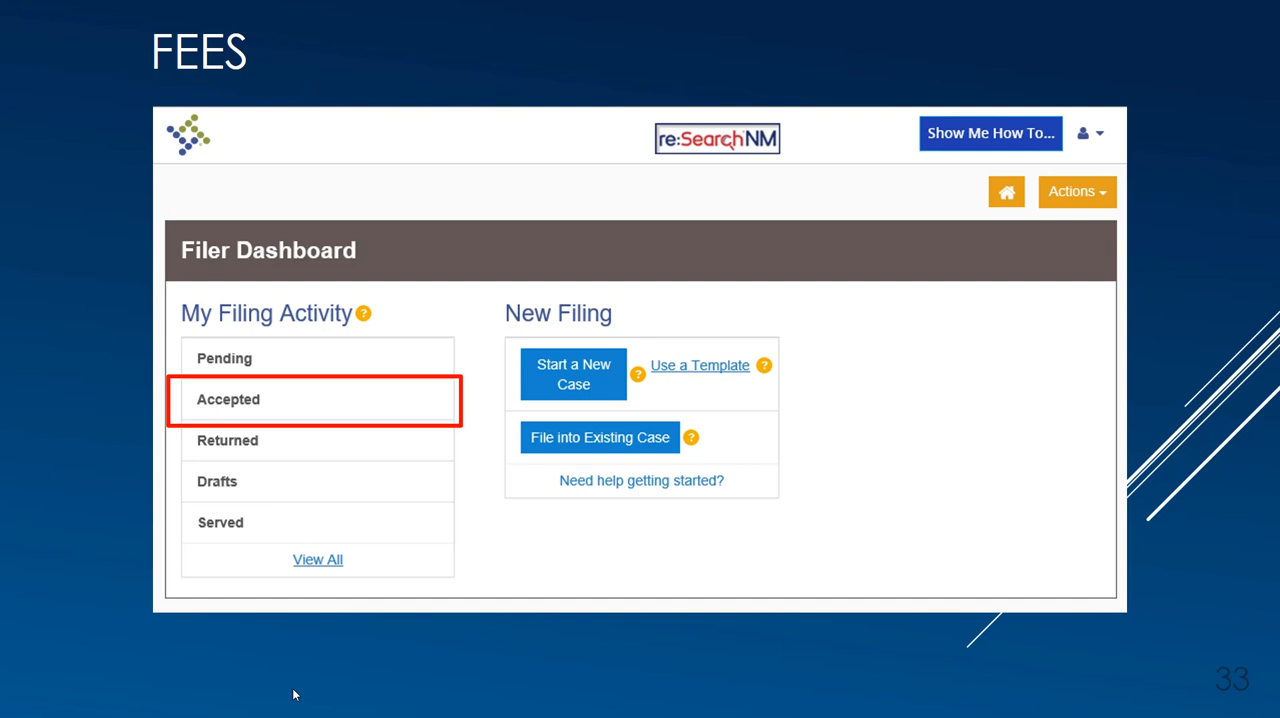 FEES
re:SearchNM
Show Me How To...
Actions
Filer Dashboard
My Filing Activity ?
Pending
Accepted
Returned
Drafts
Served
View All
New Filing
Start a New
Case
?
Use a Template ?
File into Existing Case ?
Need help getting started?
33